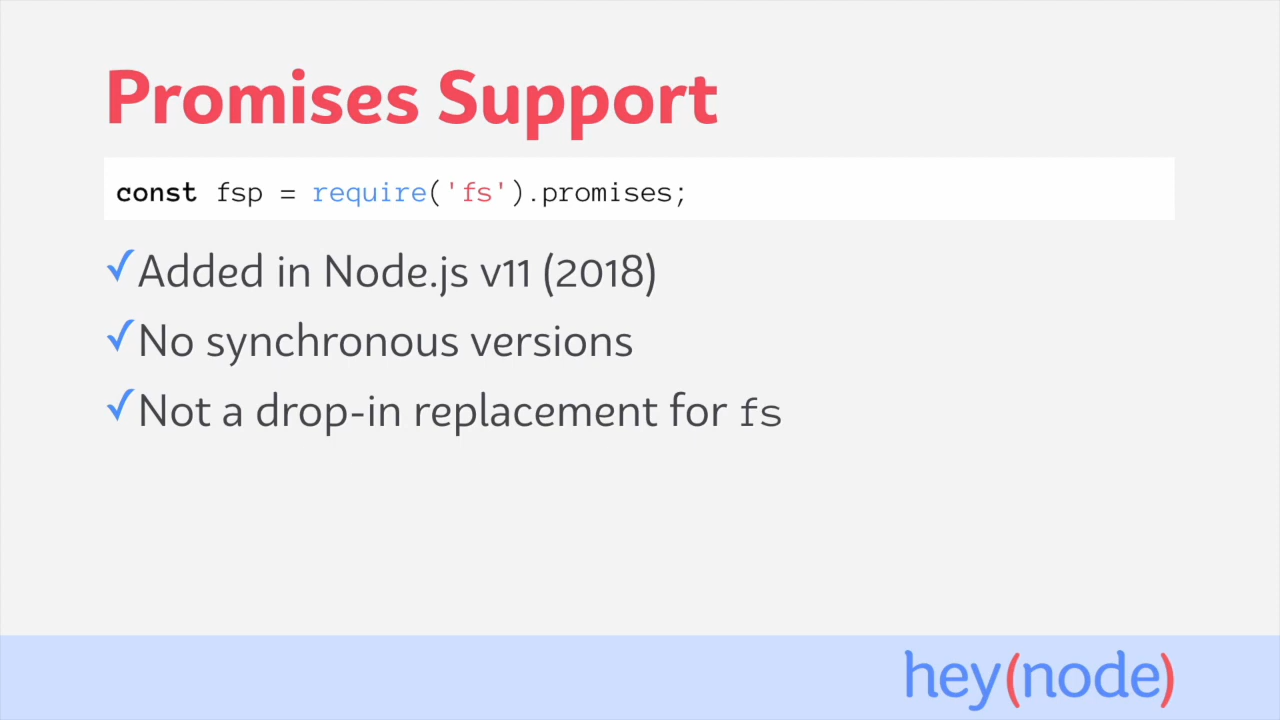 Promises Support
const fsp = require('fs').promises;
✓Added in Node.js v11 (2018)
✓No synchronous versions
✓Not a drop-in replacement for fs
hey(node)